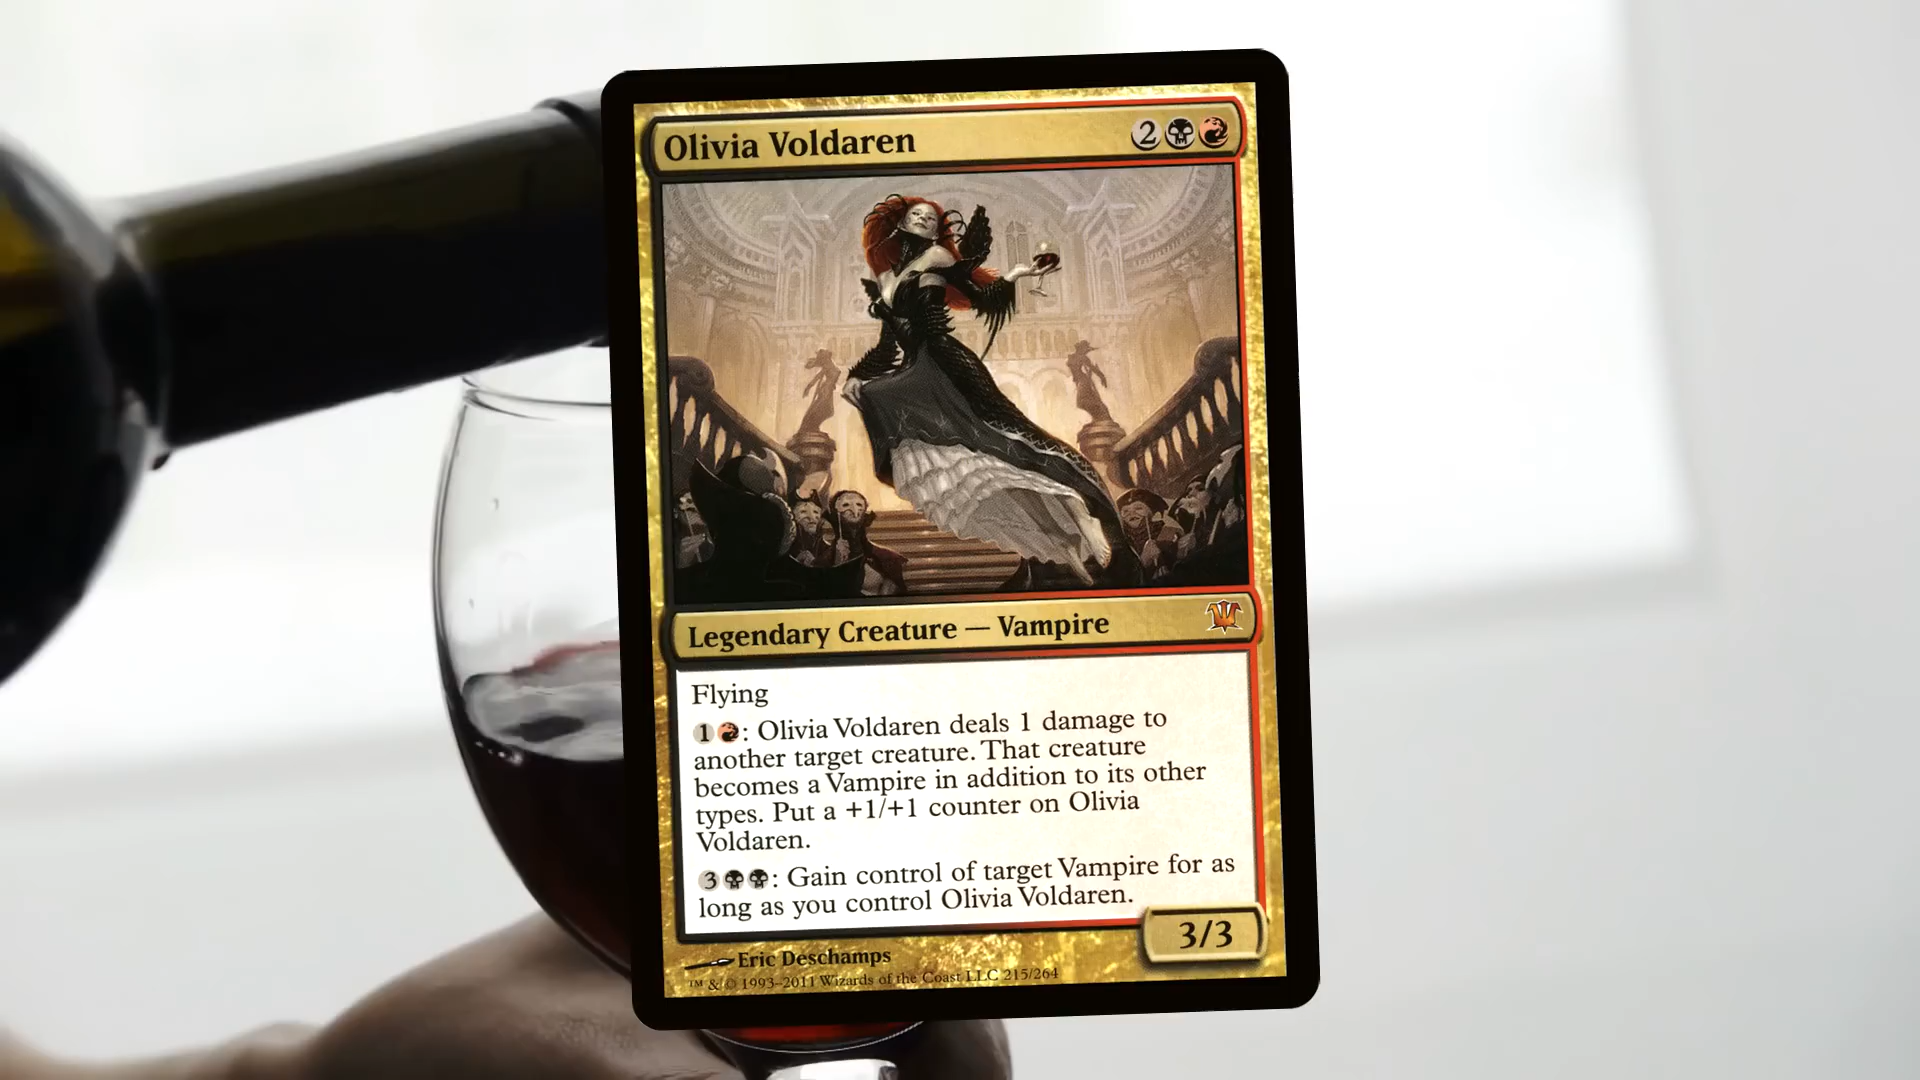 Olivia Voldaren 2
Legendary Creature — Vampire
Flying
1: Olivia Voldaren deals 1 damage to
another target creature. That creature
becomes a Vampire in addition to its other
types. Put a +1/+1 counter on Olivia
Voldaren.
3: Gain control of target Vampire for as
long as you control Olivia Voldaren.
3/3
Eric Deschamps
™ & © 1993–2011 Wizards of the Coast LLC 215/264